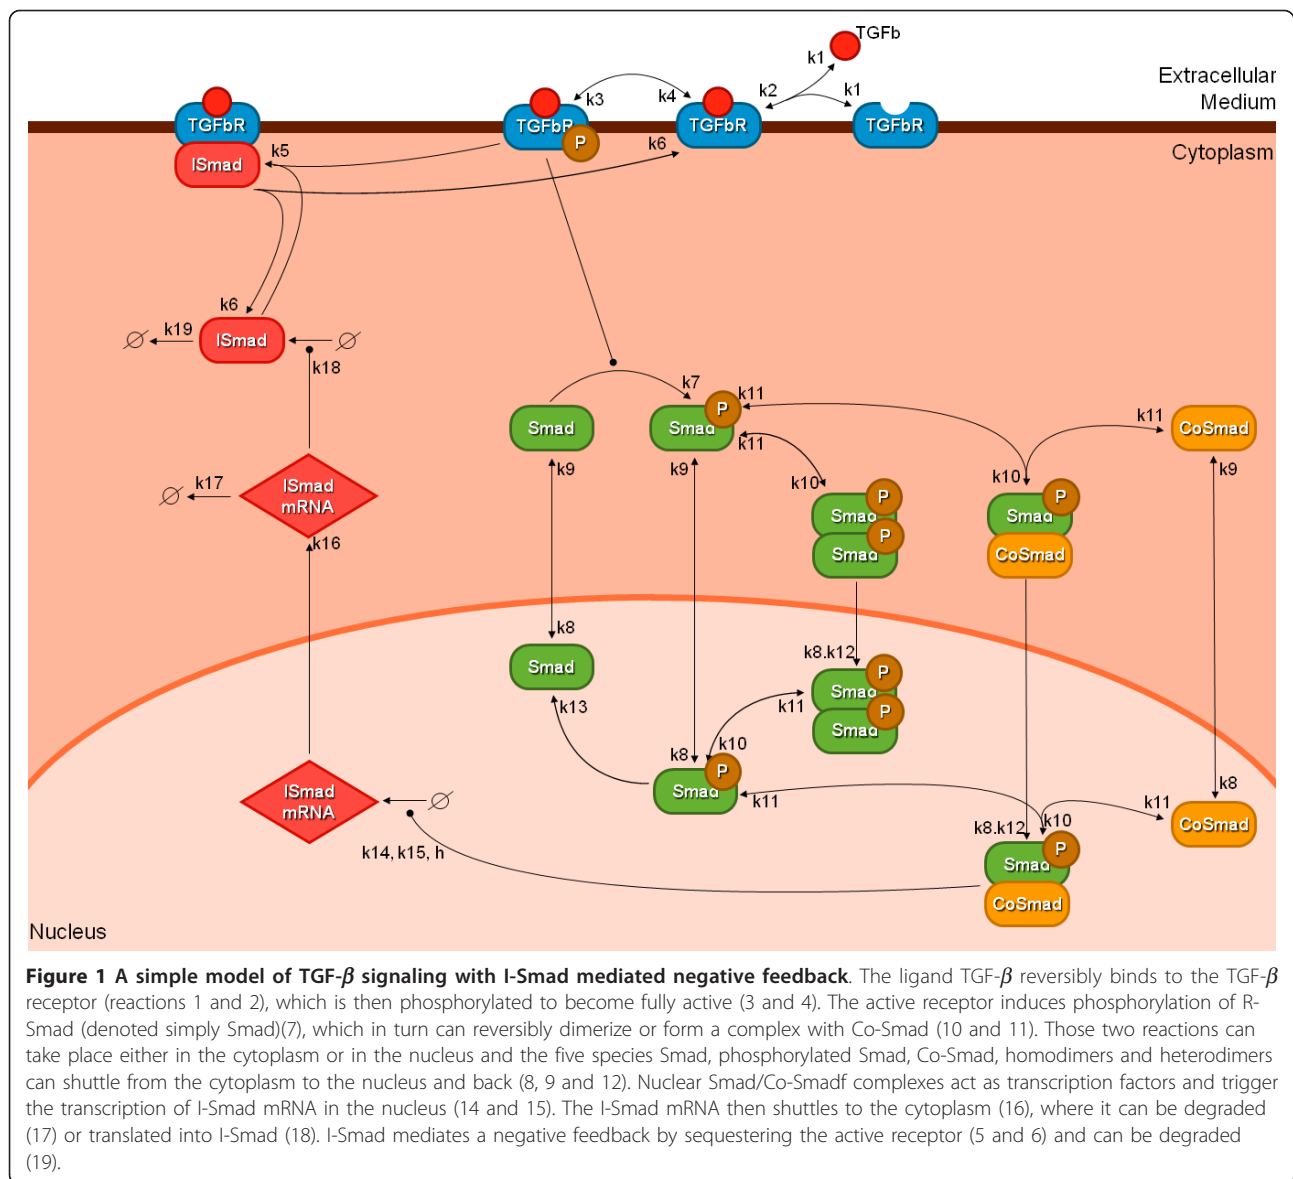 TGFb
k1
k3
k4
k2
k1
Extracellular
Medium
TGFbR
TGFbR
TGFbR
TGFbR
P
k5
k6
Cytoplasm
ISmad
k6
k19
ISmad
k18
k7
k11
P
k11
Smad
Smad
CoSmad
k11
k9
k9
k9
k17
ISmad
mRNA
k10
k10
P
P
Smad
Smad
P
Smad
CoSmad
k16
k8
k8.k12
Smad
P
Smad
k13
k11
P
Smad
k8
k10
ISmad
mRNA
P
Smad
k11
k11
k8
CoSmad
k14, k15, h
k8.k12
k10
P
Smad
CoSmad
Nucleus
Figure 1 A simple model of TGF-β signaling with I-Smad mediated negative feedback. The ligand TGF-β reversibly binds to the TGF-β
receptor (reactions 1 and 2), which is then phosphorylated to become fully active (3 and 4). The active receptor induces phosphorylation of R-
Smad (denoted simply Smad)(7), which in turn can reversibly dimerize or form a complex with Co-Smad (10 and 11). Those two reactions can
take place either in the cytoplasm or in the nucleus and the five species Smad, phosphorylated Smad, Co-Smad, homodimers and heterodimers
can shuttle from the cytoplasm to the nucleus and back (8, 9 and 12). Nuclear Smad/Co-Smadf complexes act as transcription factors and trigger
the transcription of I-Smad mRNA in the nucleus (14 and 15). The I-Smad mRNA then shuttles to the cytoplasm (16), where it can be degraded
(17) or translated into I-Smad (18). I-Smad mediates a negative feedback by sequestering the active receptor (5 and 6) and can be degraded
(19).